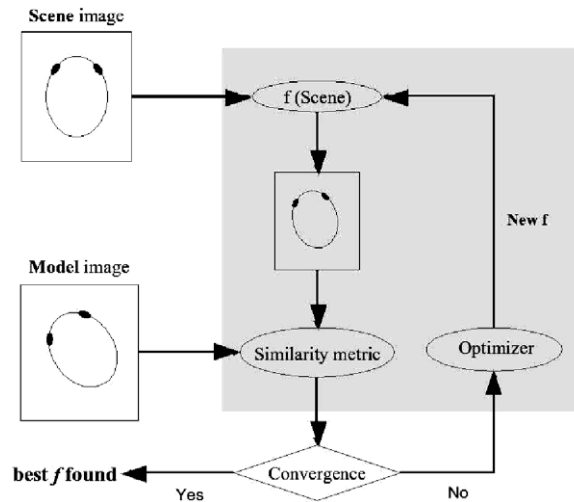 Scene image
f (Scene)
New f
Model image
Similarity metric
Optimizer
Convergence
best f found
Yes
No